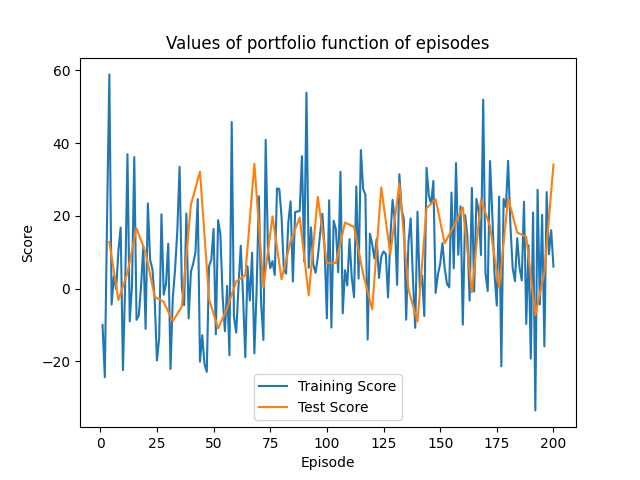 Values of portfolio function of episodes
60
40
20
0
−20
Score
Training Score
Test Score
0 25 50 75 100 125 150 175 200
Episode